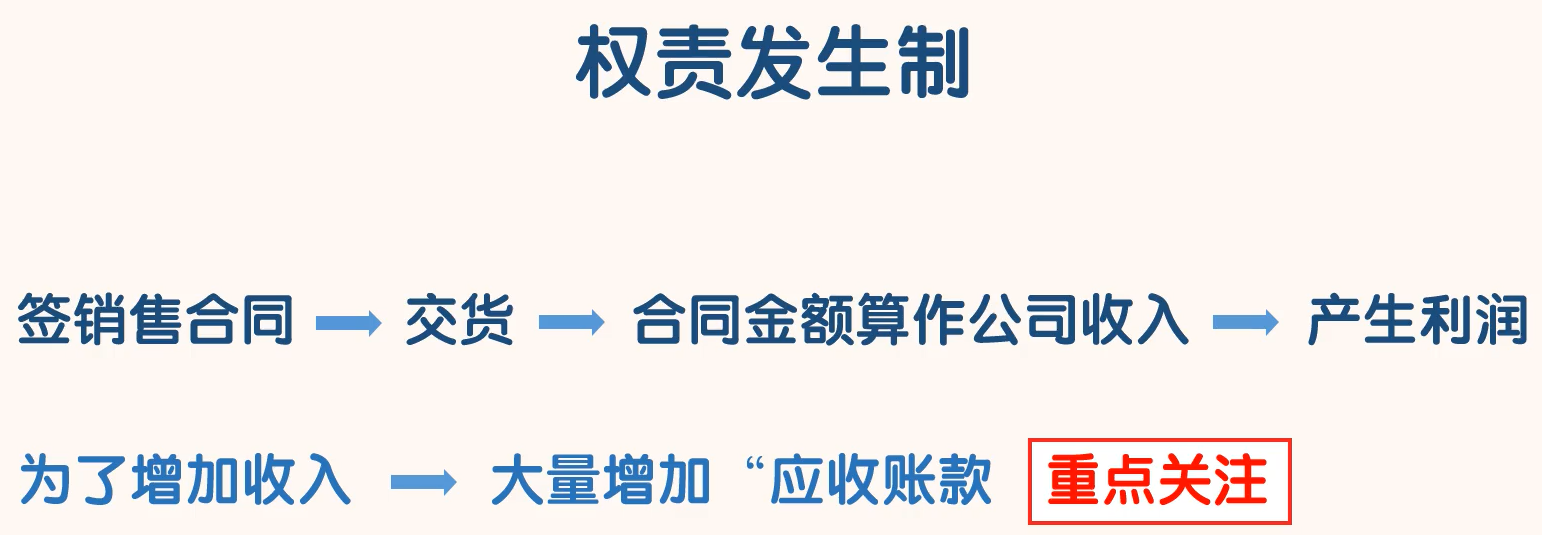 权责发生制
签销售合同 → 交货 → 合同金额算作公司收入 → 产生利润
为了增加收入 → 大量增加 “应收账款 重点关注